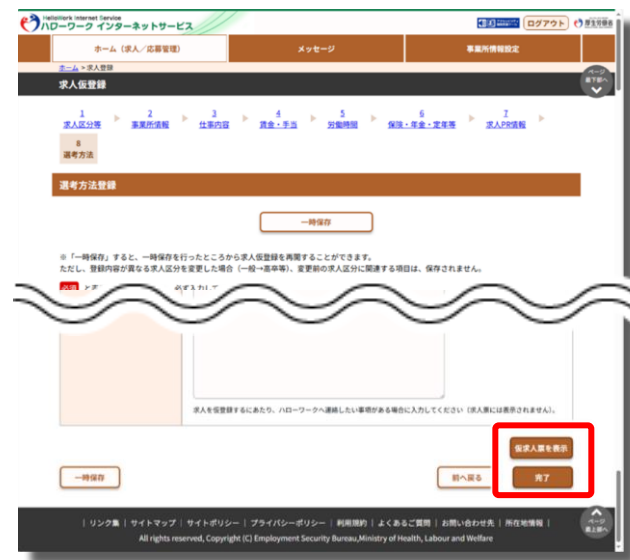 HelloWork Internet Service
ハローワーク インターネットサービス
ログアウト
厚生労働省
ホーム（求人／応募管理）
メッセージ
事業所情報設定
ホーム > 求人登録
求人仮登録
ページ
最下部へ
1
求人区分等
2
事業所情報
3
仕事内容
4
賃金・手当
5
労働時間
6
保険・年金・定年等
7
求人PR情報
8
選考方法
選考方法登録
一時保存
※「一時保存」すると、一時保存を行ったところから求人仮登録を再開することができます。
ただし、登録内容が異なる求人区分を変更した場合（一般→高卒等）、変更前の求人区分に関連する項目は、保存されません。
求人を仮登録するにあたり、ハローワークへ連絡したい事項がある場合に入力してください（求人票には表示されません）。
仮求人票を表示
一時保存
前へ戻る
完了
| リンク集 | サイトマップ | サイトポリシー | プライバシーポリシー | 利用規約 | よくあるご質問 | お問い合わせ先 | 所在地情報 |
All rights reserved, Copyright (C) Employment Security Bureau,Ministry of Health, Labour and Welfare
ページ
最上部へ